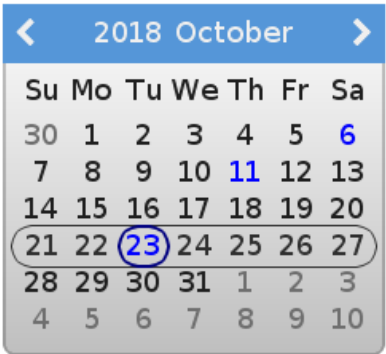 2018 October
Su Mo Tu We Th Fr Sa
30 1 2 3 4 5 6
7 8 9 10 11 12 13
14 15 16 17 18 19 20
21 22 23 24 25 26 27
28 29 30 31 1 2 3
4 5 6 7 8 9 10